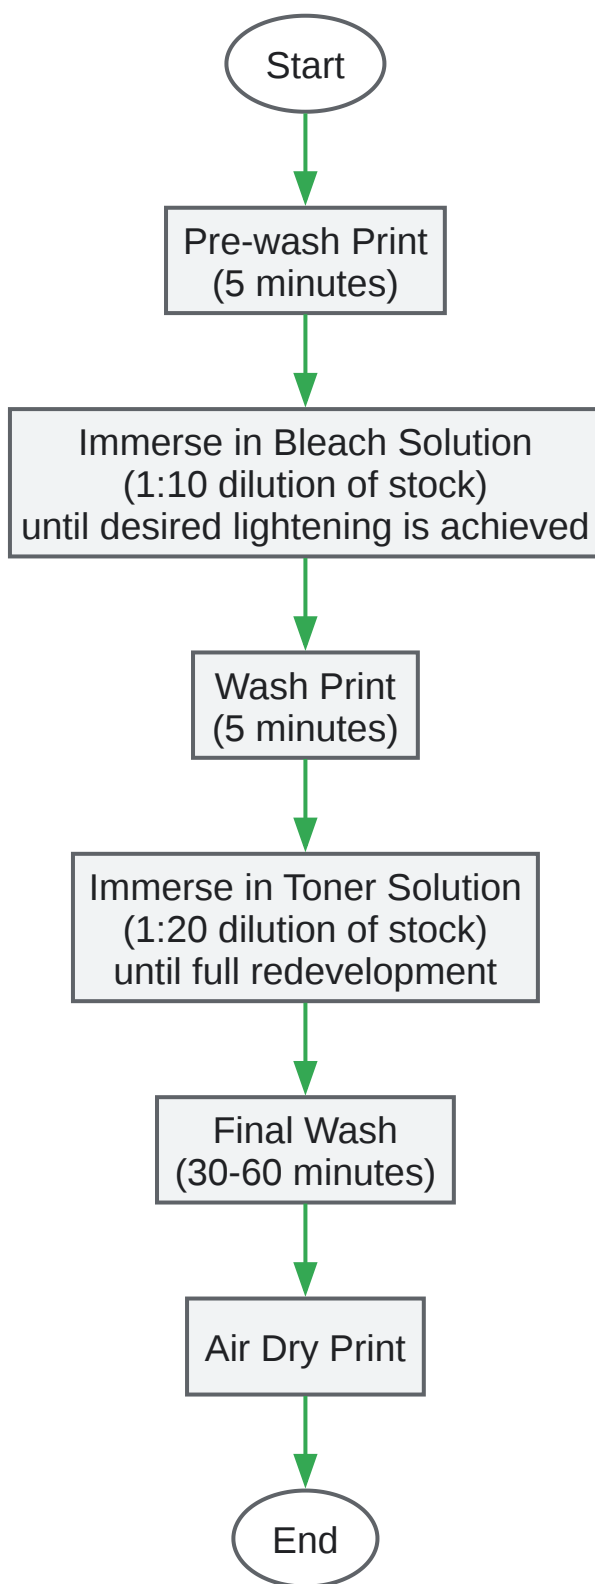 Start
Pre-wash Print
(5 minutes)
Immerse in Bleach Solution
(1:10 dilution of stock)
until desired lightening is achieved
Wash Print
(5 minutes)
Immerse in Toner Solution
(1:20 dilution of stock)
until full redevelopment
Final Wash
(30-60 minutes)
Air Dry Print
End